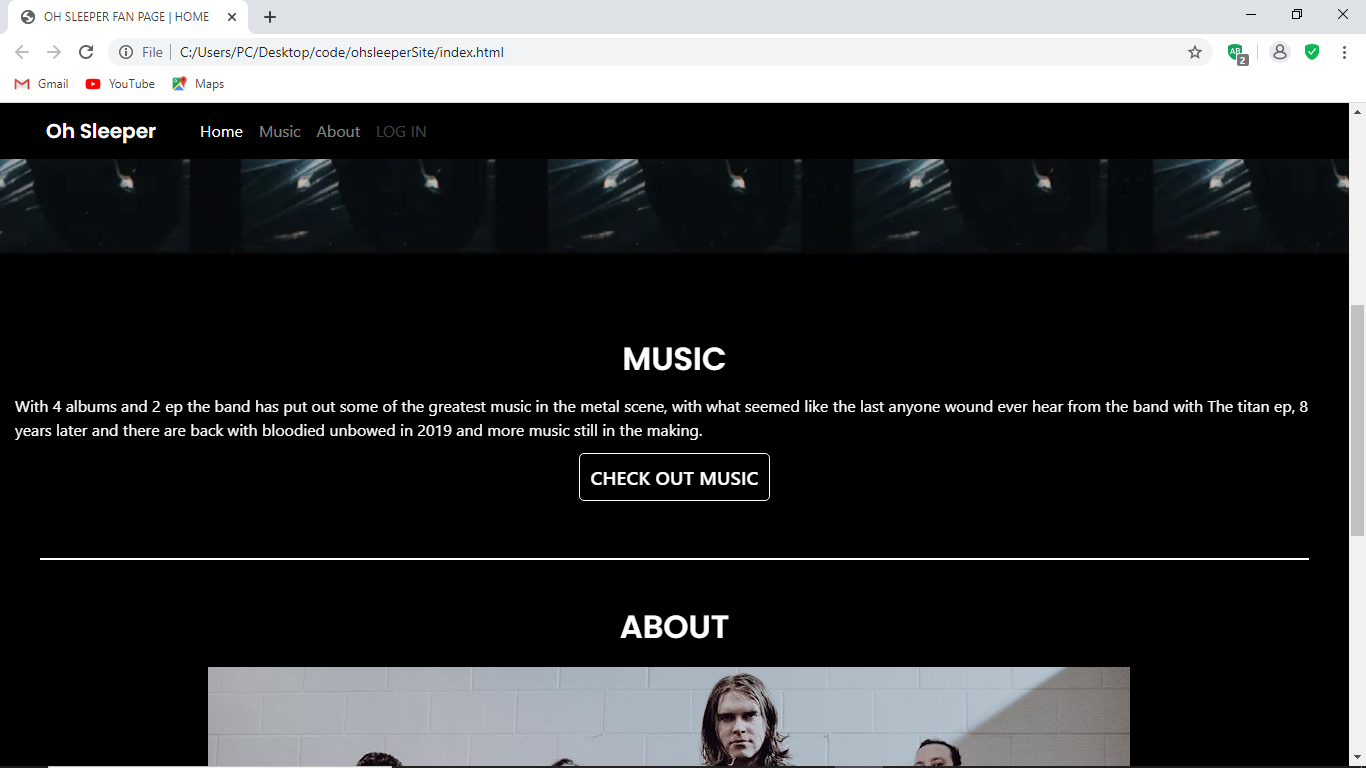 OH SLEEPER FAN PAGE | HOME
File | C:/Users/PC/Desktop/code/ohsleeperSite/index.html
AB
2
Gmail YouTube Maps
Oh Sleeper Home Music About LOG IN
MUSIC
With 4 albums and 2 ep the band has put out some of the greatest music in the metal scene, with what seemed like the last anyone wound ever hear from the band with The titan ep, 8
years later and there are back with bloodied unbowed in 2019 and more music still in the making.
CHECK OUT MUSIC
ABOUT